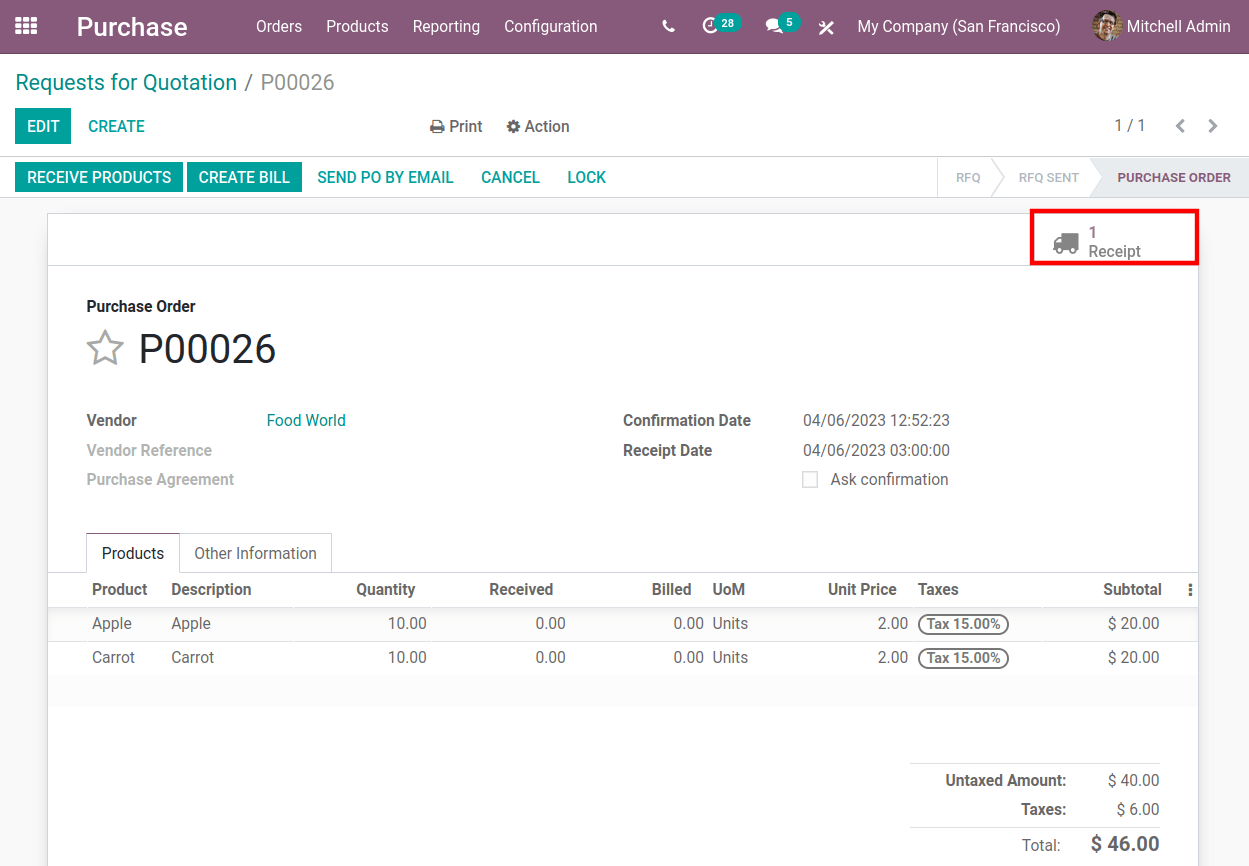 Purchase Orders Products Reporting Configuration 28 5 My Company (San Francisco) Mitchell Admin
Requests for Quotation / P00026
EDIT CREATE Print Action 1 / 1
RECEIVE PRODUCTS CREATE BILL SEND PO BY EMAIL CANCEL LOCK RFQ RFQ SENT PURCHASE ORDER
1
Receipt
Purchase Order
P00026
Vendor Food World Confirmation Date 04/06/2023 12:52:23
Vendor Reference Receipt Date 04/06/2023 03:00:00
Purchase Agreement Ask confirmation
Products Other Information
Product Description Quantity Received Billed UoM Unit Price Taxes Subtotal
Apple Apple 10.00 0.00 0.00 Units 2.00 Tax 15.00% $ 20.00
Carrot Carrot 10.00 0.00 0.00 Units 2.00 Tax 15.00% $ 20.00
Untaxed Amount: $ 40.00
Taxes: $ 6.00
Total: $ 46.00